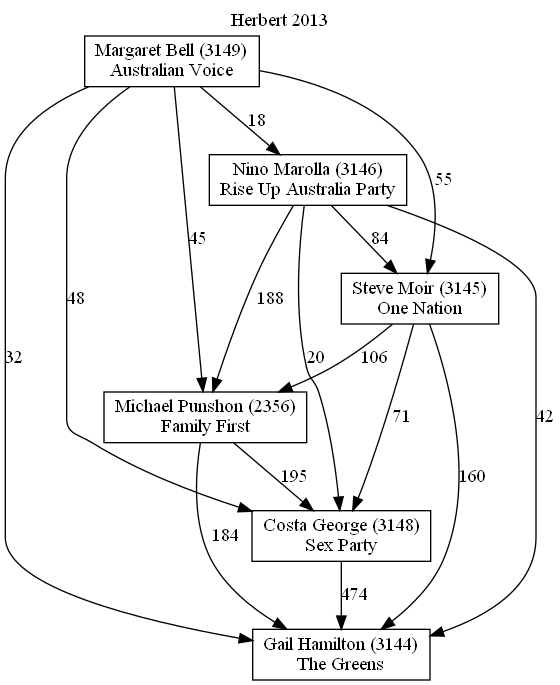 Herbert 2013
Margaret Bell (3149)
Australian Voice
18
Nino Marolla (3146)
Rise Up Australia Party
55
45
84
48
188
Steve Moir (3145)
One Nation
32
20
106
Michael Punshon (2356)
Family First
71
42
195
160
184
Costa George (3148)
Sex Party
474
Gail Hamilton (3144)
The Greens